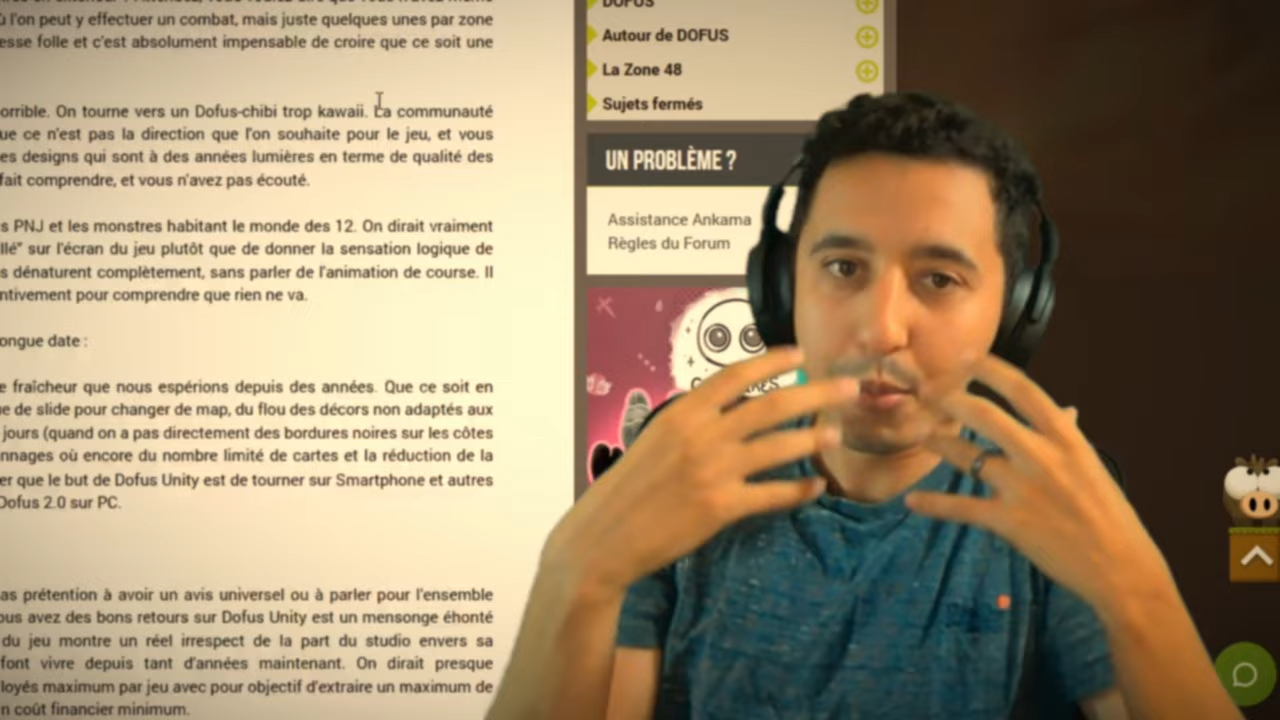 ù l'on peut y effectuer un combat, mais juste quelques unes par zone
esse folle et c'est absolument impensable de croire que ce soit une
orrible. On tourne vers un Dofus-chibi trop kawaii. La communauté
ue ce n'est pas la direction que l'on souhaite pour le jeu, et vous
es designs qui sont à des années lumières en terme de qualité des
fait comprendre, et vous n'avez pas écouté.
s PNJ et les monstres habitant le monde des 12. On dirait vraiment
llé" sur l'écran du jeu plutôt que de donner la sensation logique de
s dénaturent complètement, sans parler de l'animation de course. Il
ntivement pour comprendre que rien ne va.
ongue date :
e fraîcheur que nous espérions depuis des années. Que ce soit en
ue de slide pour changer de map, du flou des décors non adaptés aux
jours (quand on a pas directement des bordures noires sur les côtes
nnages où encore du nombre limité de cartes et la réduction de la
er que le but de Dofus Unity est de tourner sur Smartphone et autres
Dofus 2.0 sur PC.
as prétention à avoir un avis universel ou à parler pour l'ensemble
ous avez des bons retours sur Dofus Unity est un mensonge éhonté
du jeu montre un réel irrespect de la part du studio envers sa
font vivre depuis tant d'années maintenant. On dirait presque
loyés maximum par jeu avec pour objectif d'extraire un maximum de
n coût financier minimum.
DOFUS
Autour de DOFUS
La Zone 48
Sujets fermés
UN PROBLÈME ?
Assistance Ankama
Règles du Forum